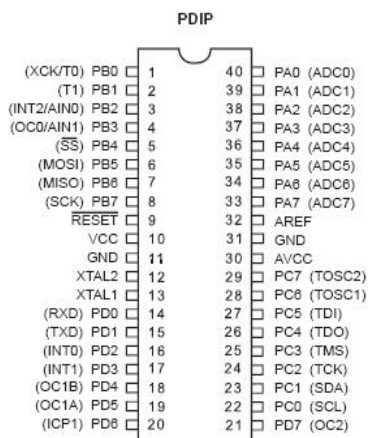 PDIP
(XCK/T0) PB0 1 40 PA0 (ADC0)
(T1) PB1 2 39 PA1 (ADC1)
(INT2/AIN0) PB2 3 38 PA2 (ADC2)
(OC0/AIN1) PB3 4 37 PA3 (ADC3)
(SS) PB4 5 36 PA4 (ADC4)
(MOSI) PB5 6 35 PA5 (ADC5)
(MISO) PB6 7 34 PA6 (ADC6)
(SCK) PB7 8 33 PA7 (ADC7)
RESET 9 32 AREF
VCC 10 31 GND
GND 11 30 AVCC
XTAL2 12 29 PC7 (TOSC2)
XTAL1 13 28 PC6 (TOSC1)
(RXD) PD0 14 27 PC5 (TDI)
(TXD) PD1 15 26 PC4 (TDO)
(INT0) PD2 16 25 PC3 (TMS)
(INT1) PD3 17 24 PC2 (TCK)
(OC1B) PD4 18 23 PC1 (SDA)
(OC1A) PD5 19 22 PC0 (SCL)
(ICP1) PD6 20 21 PD7 (OC2)